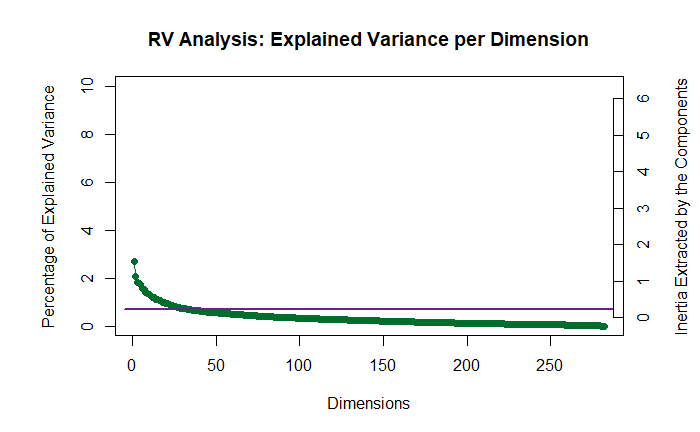 RV Analysis: Explained Variance per Dimension
Percentage of Explained Variance
10
8
6
4
2
0
6
5
4
3
2
1
0
Inertia Extracted by the Components
0 50 100 150 200 250
Dimensions